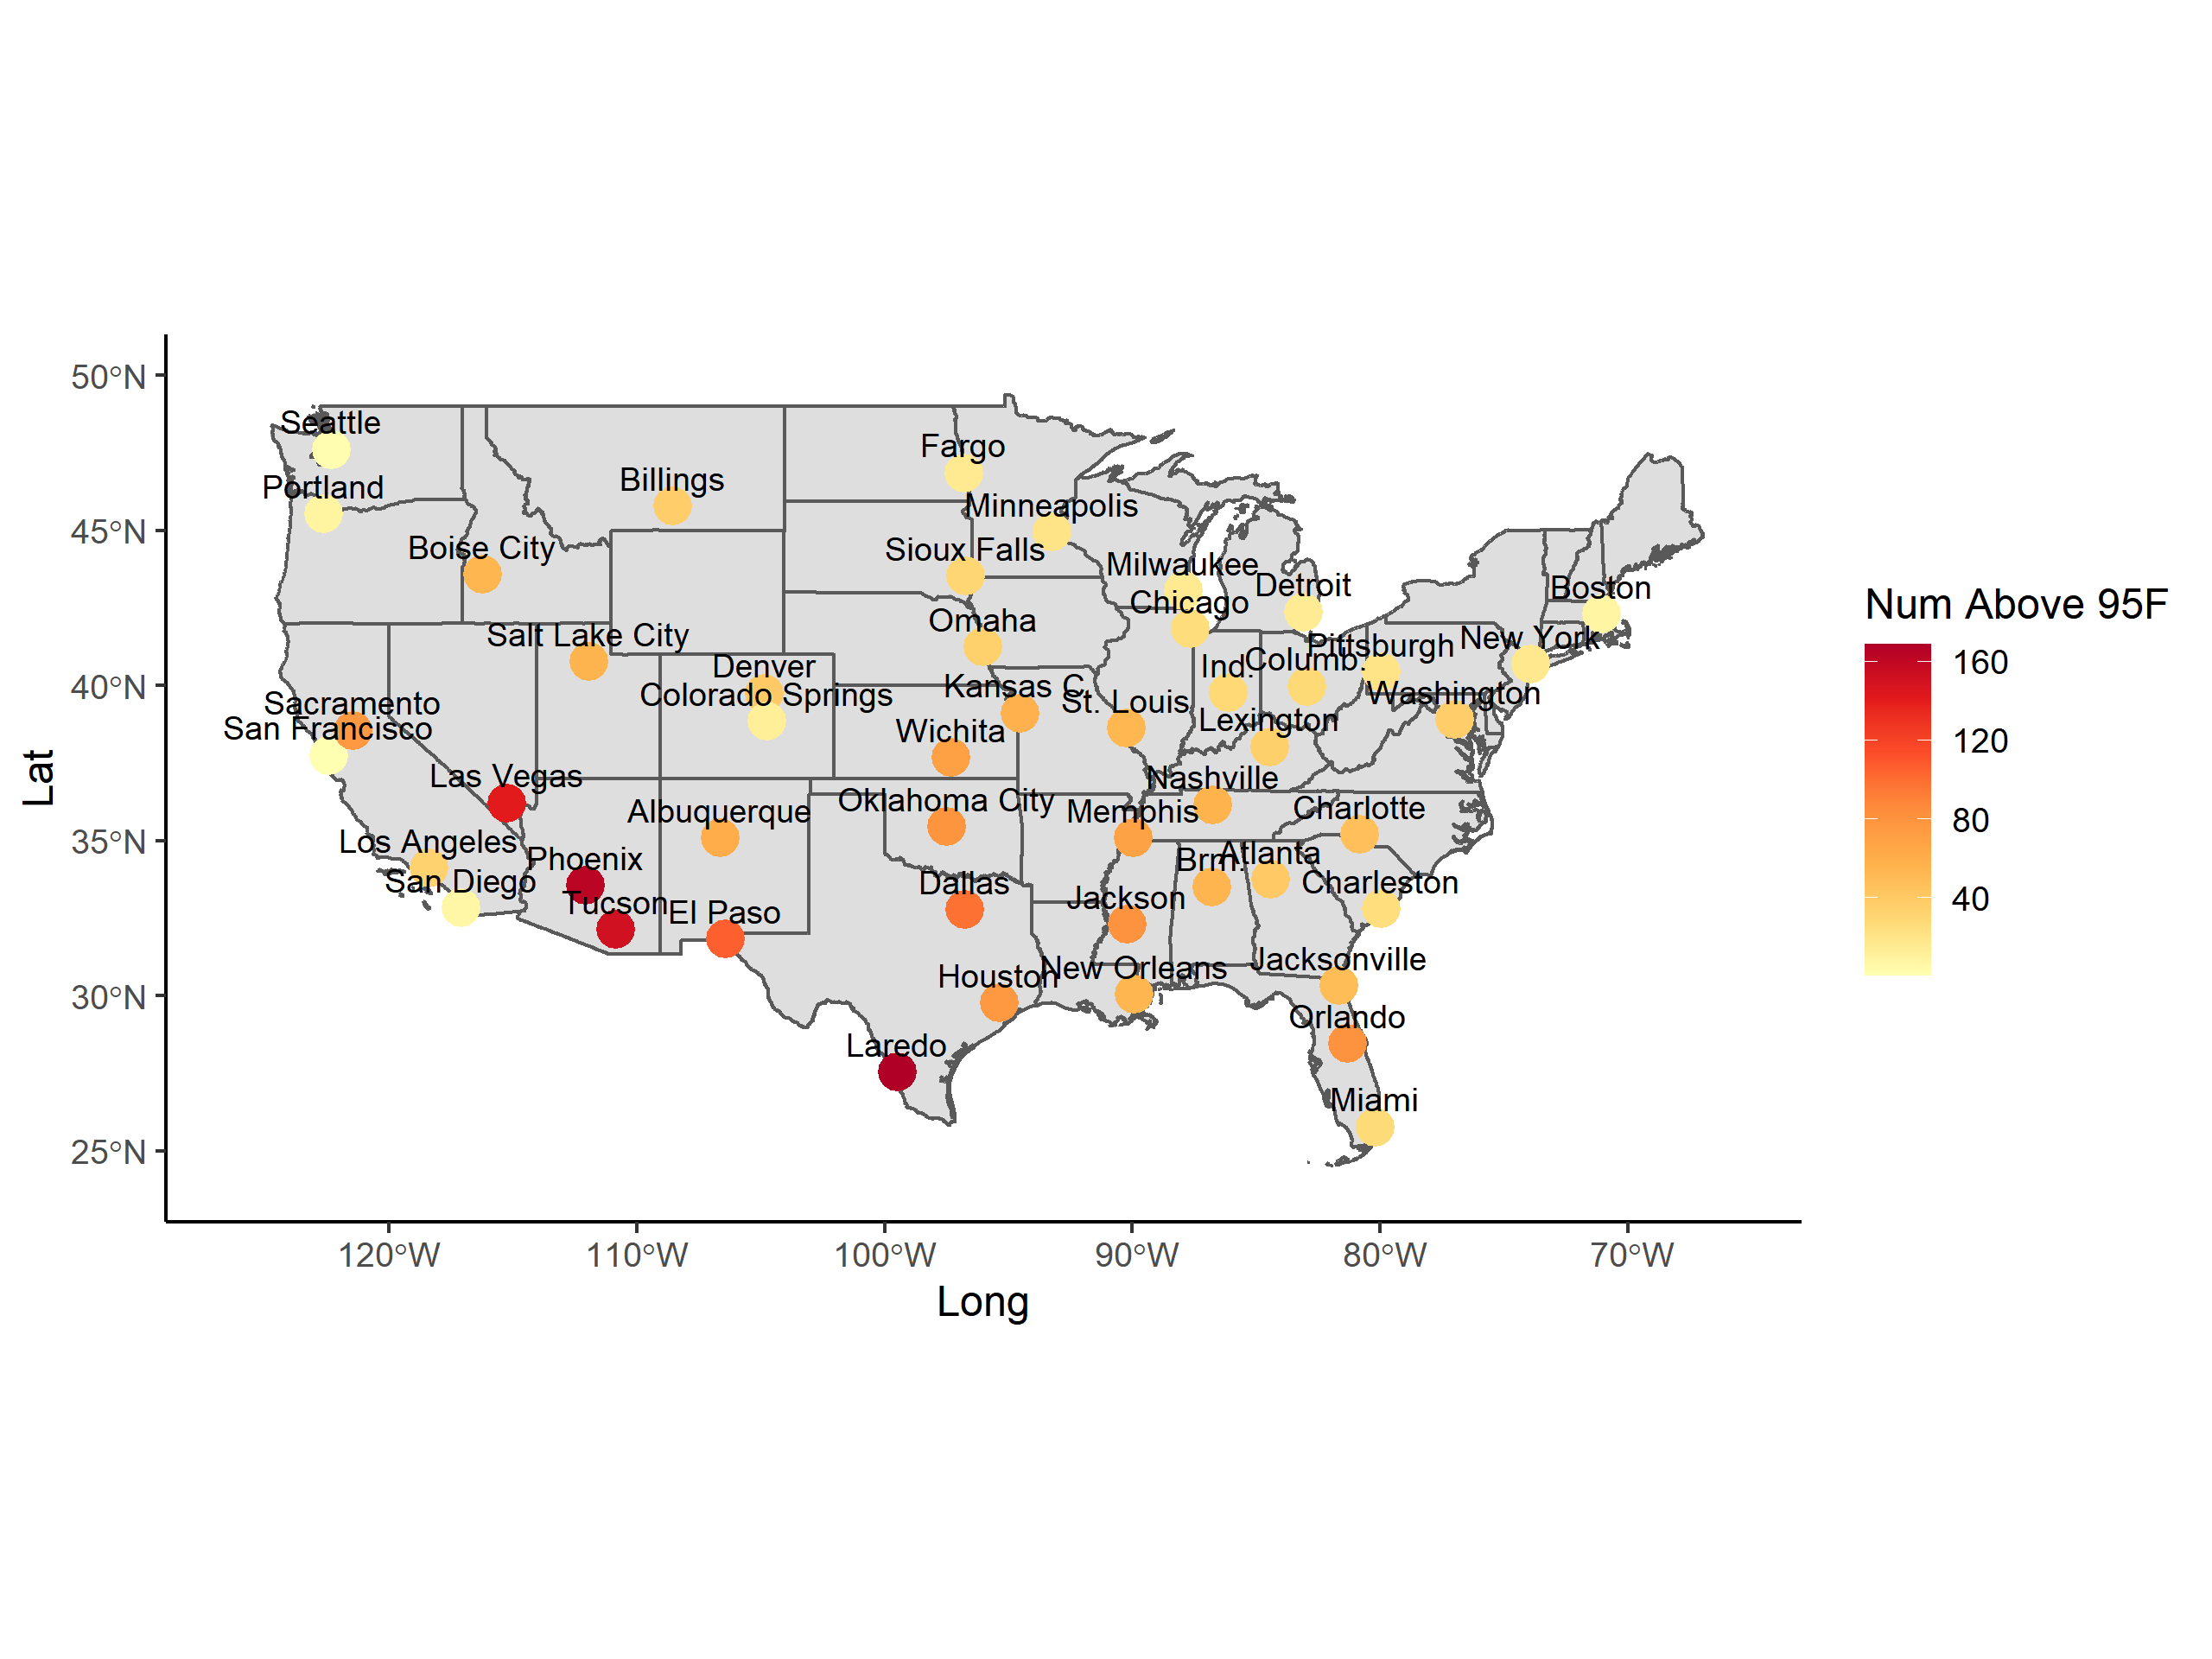 50°N
45°N
40°N
35°N
30°N
25°N
Lat
Seattle
Portland
Billings
Fargo
Minneapolis
Boise City
Sioux Falls
Milwaukee
Detroit
Boston
Chicago
Omaha
Salt Lake City
Pittsburgh
New York
Ind.
Columb.
Denver
Colorado Springs
Kansas C.
St. Louis
Washington
Sacramento
San Francisco
Wichita
Lexington
Las Vegas
Nashville
Albuquerque
Oklahoma City
Memphis
Charlotte
Los Angeles
Phoenix
Brm.
Atlanta
San Diego
Dallas
Charleston
Tucson
El Paso
Jackson
Houston
New Orleans
Jacksonville
Orlando
Laredo
Miami
120°W
110°W
100°W
90°W
80°W
70°W
Long
Num Above 95F
160
120
80
40